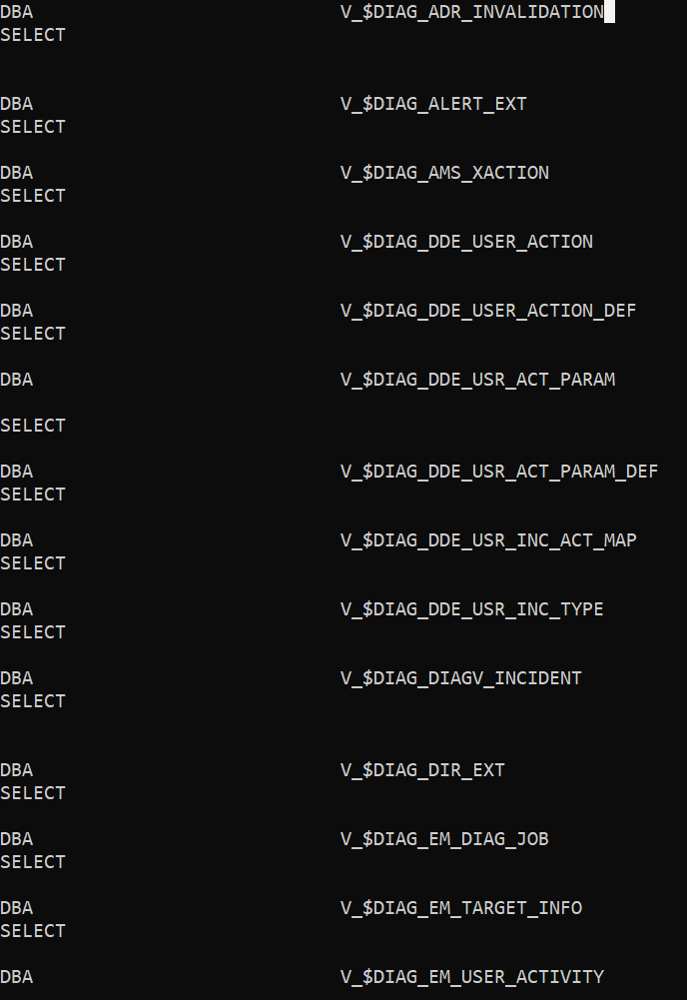 DBA V_$DIAG_ADR_INVALIDATION
SELECT
DBA V_$DIAG_ALERT_EXT
SELECT
DBA V_$DIAG_AMS_XACTION
SELECT
DBA V_$DIAG_DDE_USER_ACTION
SELECT
DBA V_$DIAG_DDE_USER_ACTION_DEF
SELECT
DBA V_$DIAG_DDE_USR_ACT_PARAM
SELECT
DBA V_$DIAG_DDE_USR_ACT_PARAM_DEF
SELECT
DBA V_$DIAG_DDE_USR_INC_ACT_MAP
SELECT
DBA V_$DIAG_DDE_USR_INC_TYPE
SELECT
DBA V_$DIAG_DIAGV_INCIDENT
SELECT
DBA V_$DIAG_DIR_EXT
SELECT
DBA V_$DIAG_EM_DIAG_JOB
SELECT
DBA V_$DIAG_EM_TARGET_INFO
SELECT
DBA V_$DIAG_EM_USER_ACTIVITY